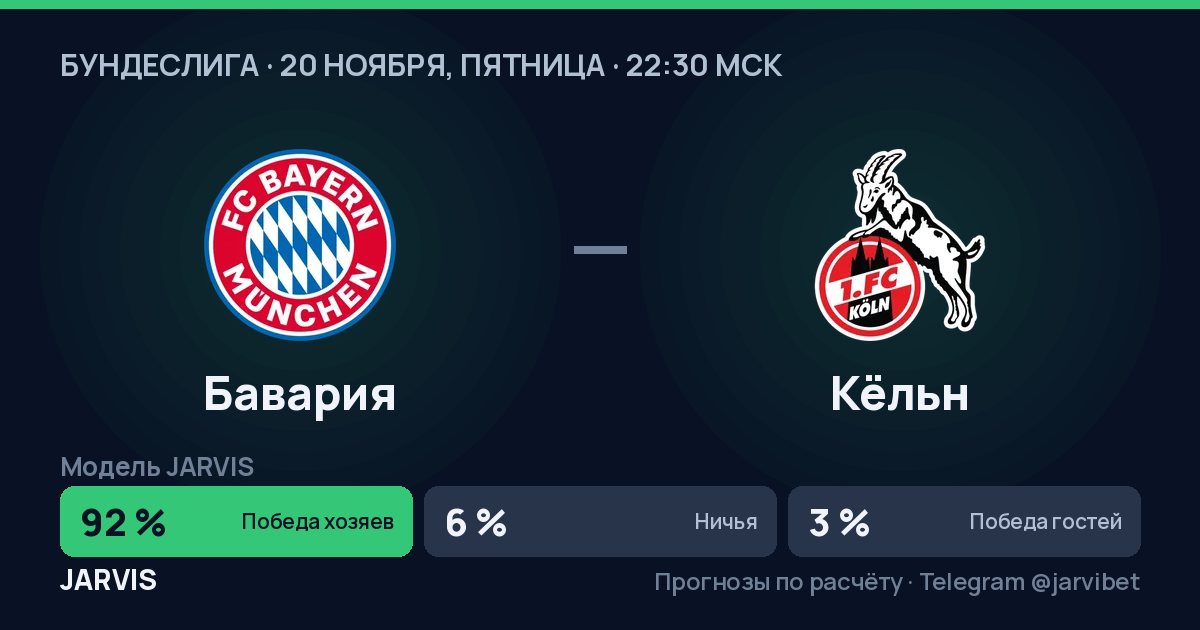 БУНДЕСЛИГА · 20 НОЯБРЯ, ПЯТНИЦА · 22:30 МСК
FC BAYERN
MÜNCHEN
1.FC
KÖLN
Бавария
Кёльн
Модель JARVIS
92 % Победа хозяев
6 % Ничья
3 % Победа гостей
JARVIS
Прогнозы по расчёту · Telegram @jarvibet